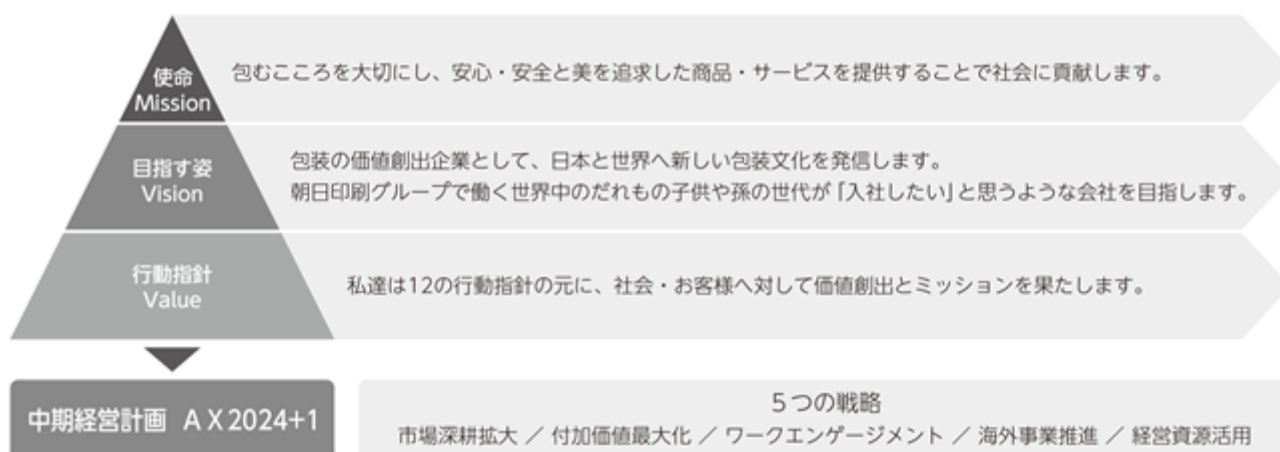 使命
Mission
包むこころを大切にし、安心・安全と美を追求した商品・サービスを提供することで社会に貢献します。
目指す姿
Vision
包装の価値創出企業として、日本と世界へ新しい包装文化を発信します。
朝日印刷グループで働く世界中のだれもの子供や孫の世代が「入社したい」と思うような会社を目指します。
行動指針
Value
私達は12の行動指針の元に、社会・お客様へ対して価値創出とミッションを果たします。
中期経営計画 AX2024+1
5つの戦略
市場深耕拡大 ／ 付加価値最大化 ／ ワークエンゲージメント ／ 海外事業推進 ／ 経営資源活用